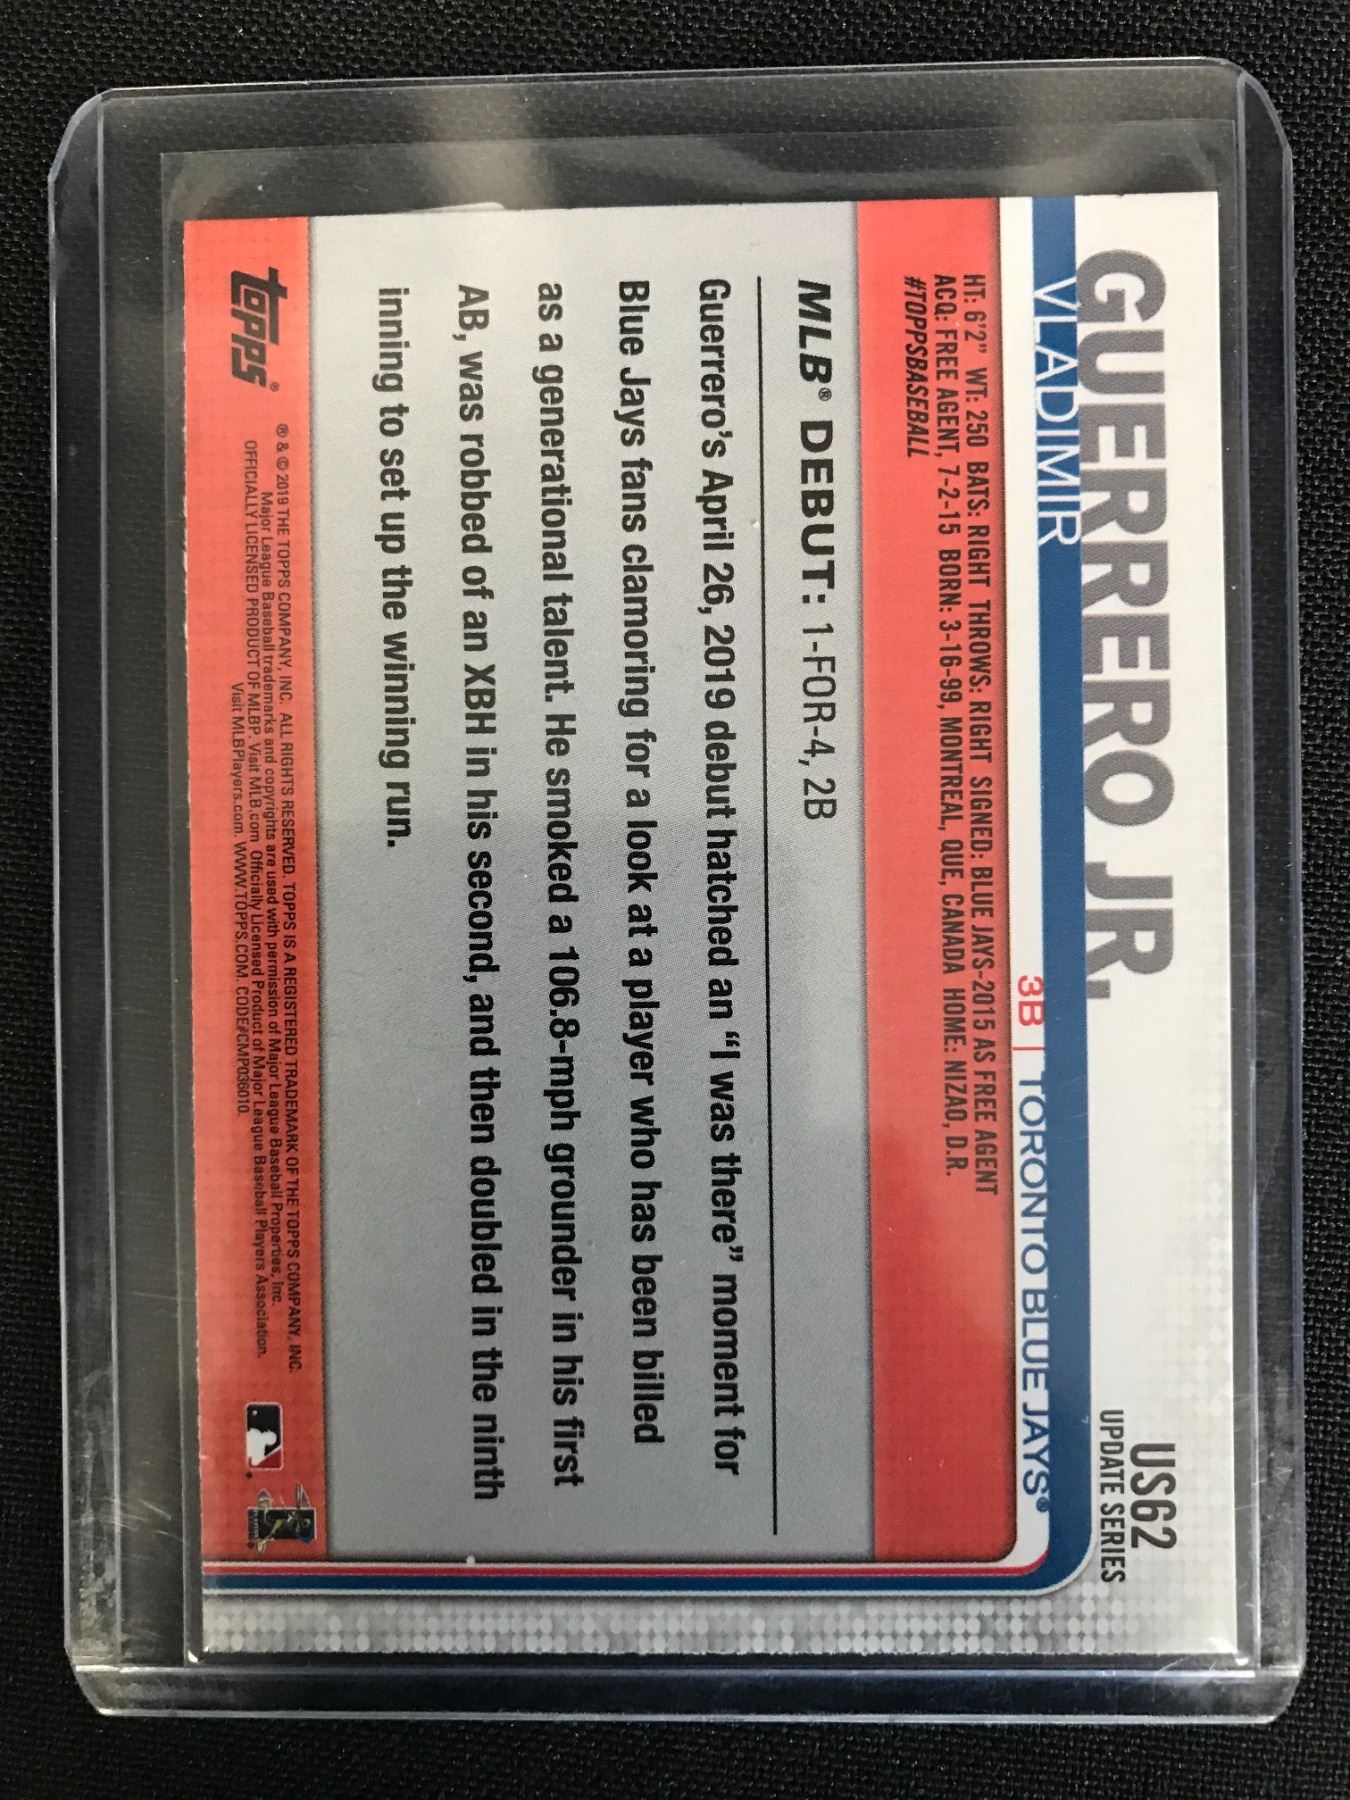 GUERRERO JR.
US62
UPDATE SERIES
VLADIMIR
3B | TORONTO BLUE JAYS®
HT: 6'2" WT: 250 BATS: RIGHT THROWS: RIGHT SIGNED: BLUE JAYS-2015 AS FREE AGENT
ACQ: FREE AGENT, 7-2-15 BORN: 3-16-99, MONTREAL, QUE, CANADA HOME: NIZAO, D.R.
#TOPPSBASEBALL
MLB® DEBUT: 1-FOR-4, 2B
Guerrero's April 26, 2019 debut hatched an “I was there” moment for
Blue Jays fans clamoring for a look at a player who has been billed
as a generational talent. He smoked a 106.8-mph grounder in his first
AB, was robbed of an XBH in his second, and then doubled in the ninth
inning to set up the winning run.
topps®
® & © 2019 THE TOPPS COMPANY, INC. ALL RIGHTS RESERVED. TOPPS IS A REGISTERED TRADEMARK OF THE TOPPS COMPANY, INC.
Major League Baseball trademarks and copyrights are used with permission of Major League Baseball Properties, Inc.
OFFICIALLY LICENSED PRODUCT OF MLBP. Visit MLB.com Officially Licensed Product of Major League Baseball Players Association.
Visit MLBPlayers.com. WWW.TOPPS.COM. CODE#CMP036010.